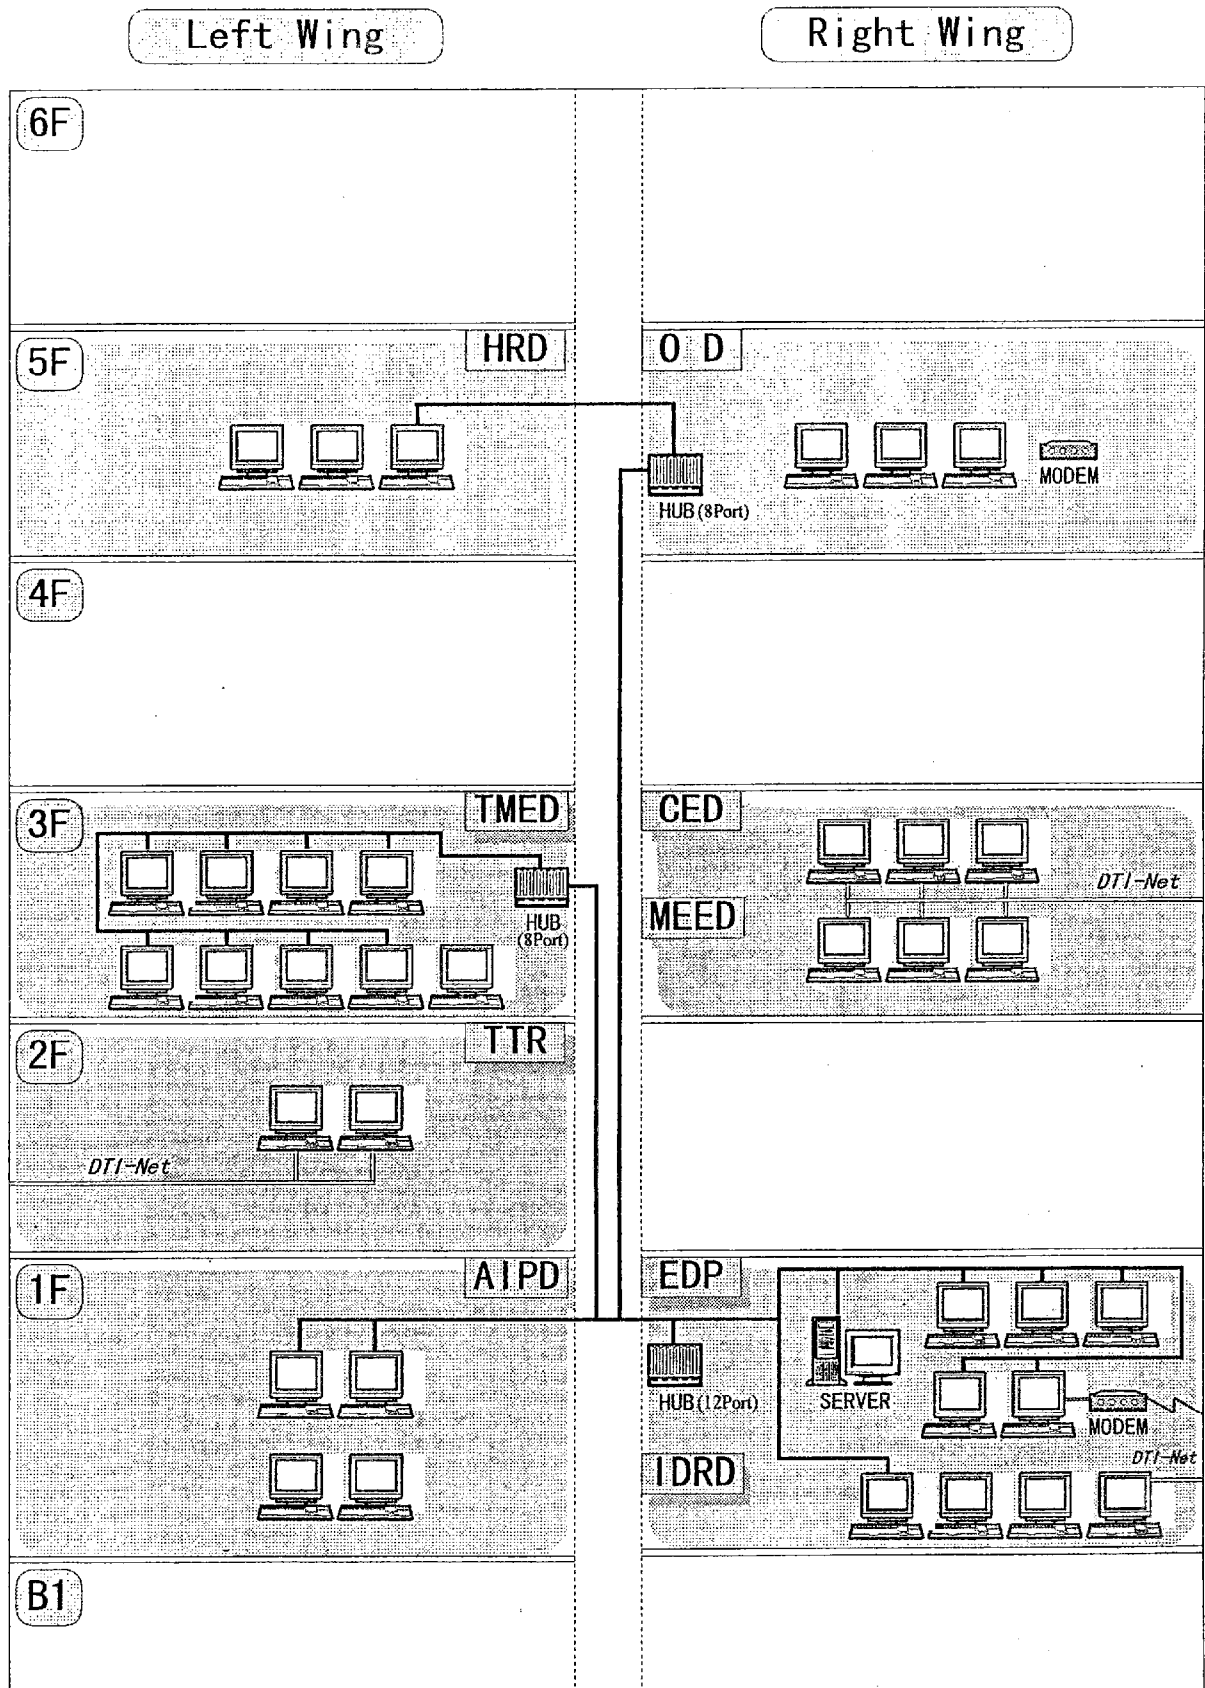 Left Wing
Right Wing
6F
5F
HRD
O D
HUB (8Port)
MODEM
4F
3F
TMED
HUB
(8Port)
CED
DTI-Net
MEED
2F
TTR
DTI-Net
1F
AIPD
EDP
HUB (12Port)
SERVER
MODEM
IDRD
DTI-Net
B1